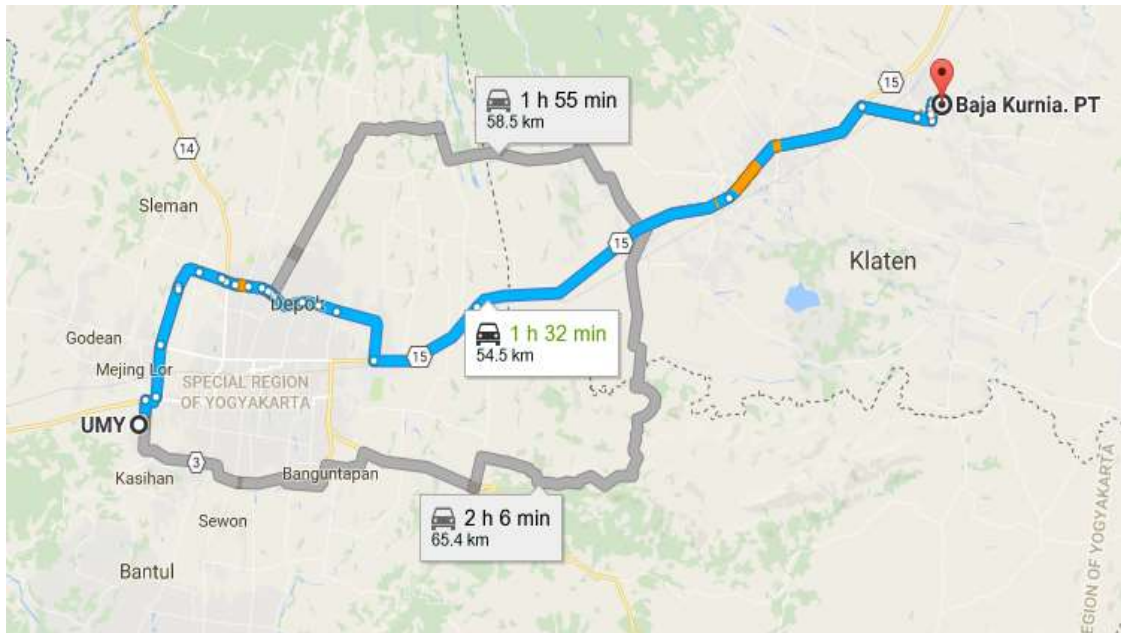 1 h 55 min
58.5 km
15
Baja Kurnia. PT
14
Sleman
15
Klaten
Depok
Godean
1 h 32 min
54.5 km
15
Mejing Lor
SPECIAL REGION
OF YOGYAKARTA
UMY
Kasihan
3
Banguntapan
Sewon
2 h 6 min
65.4 km
Bantul
REGION OF YOGYAKARTA